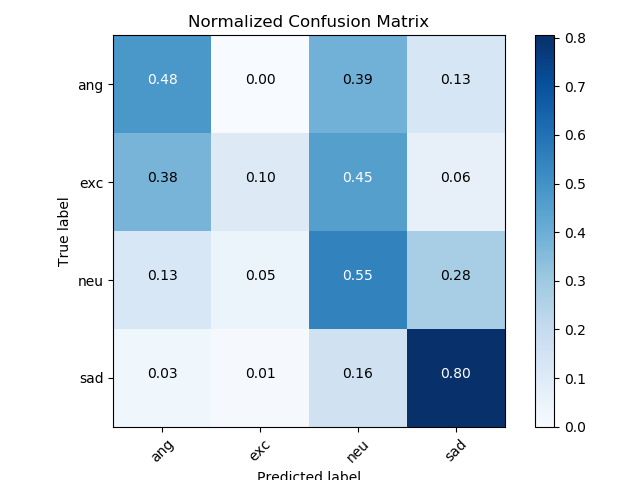 Normalized Confusion Matrix
True label
ang 0.48 0.00 0.39 0.13
exc 0.38 0.10 0.45 0.06
neu 0.13 0.05 0.55 0.28
sad 0.03 0.01 0.16 0.80
ang exc neu sad
Predicted label
0.8
0.7
0.6
0.5
0.4
0.3
0.2
0.1
0.0